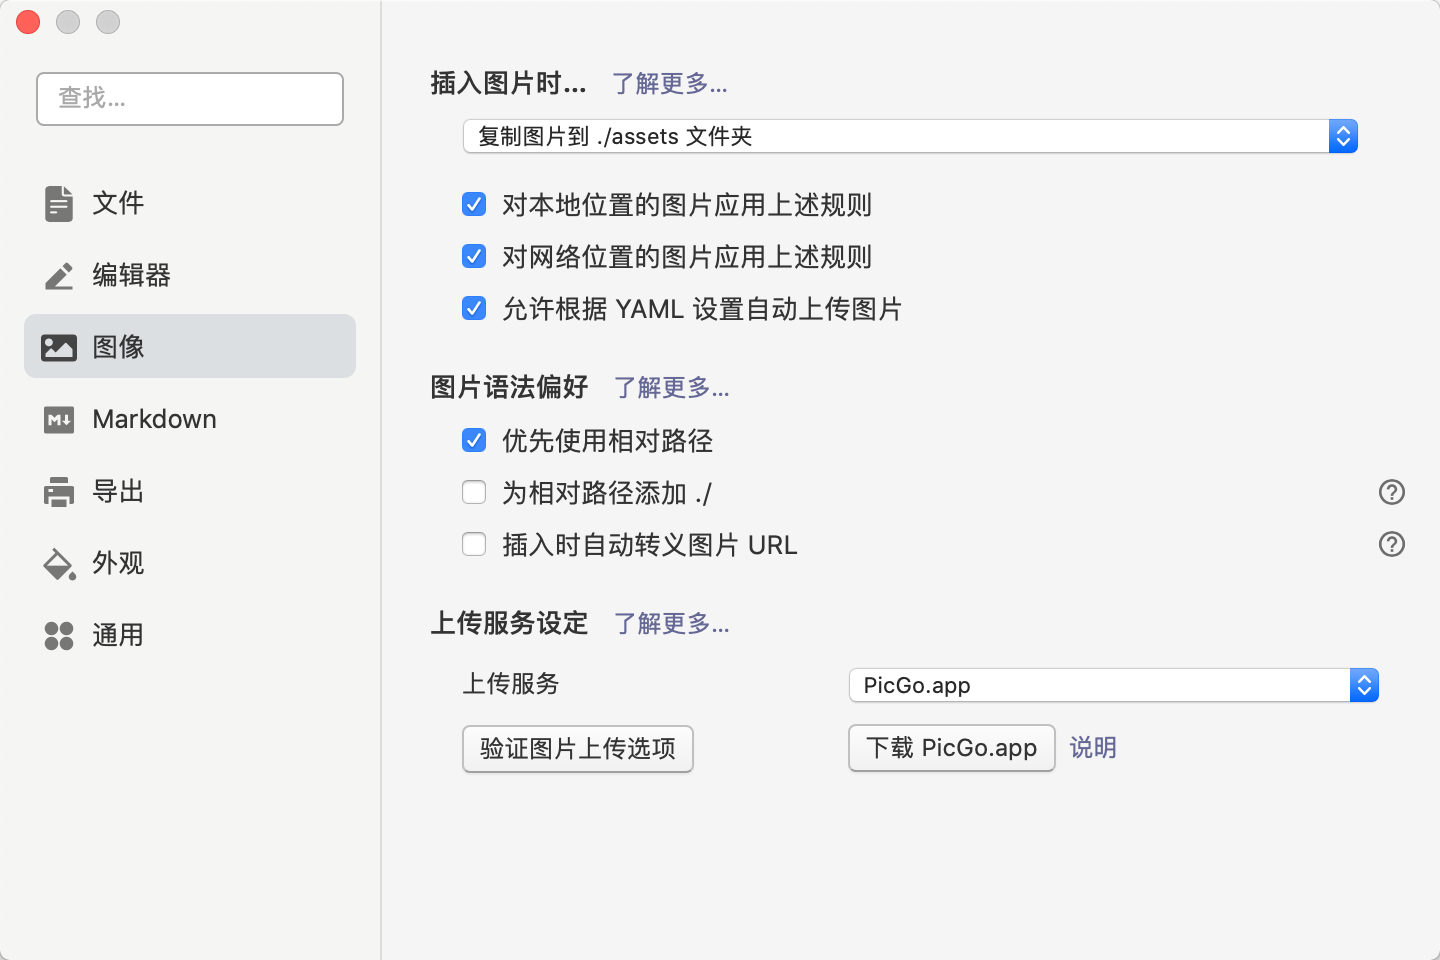 查找...
文件
编辑器
图像
Markdown
导出
外观
通用
插入图片时... 了解更多...
复制图片到 ./assets 文件夹
对本地位置的图片应用上述规则
对网络位置的图片应用上述规则
允许根据 YAML 设置自动上传图片
图片语法偏好 了解更多...
优先使用相对路径
为相对路径添加 ./
插入时自动转义图片 URL
上传服务设定 了解更多...
上传服务 PicGo.app
验证图片上传选项 下载 PicGo.app 说明